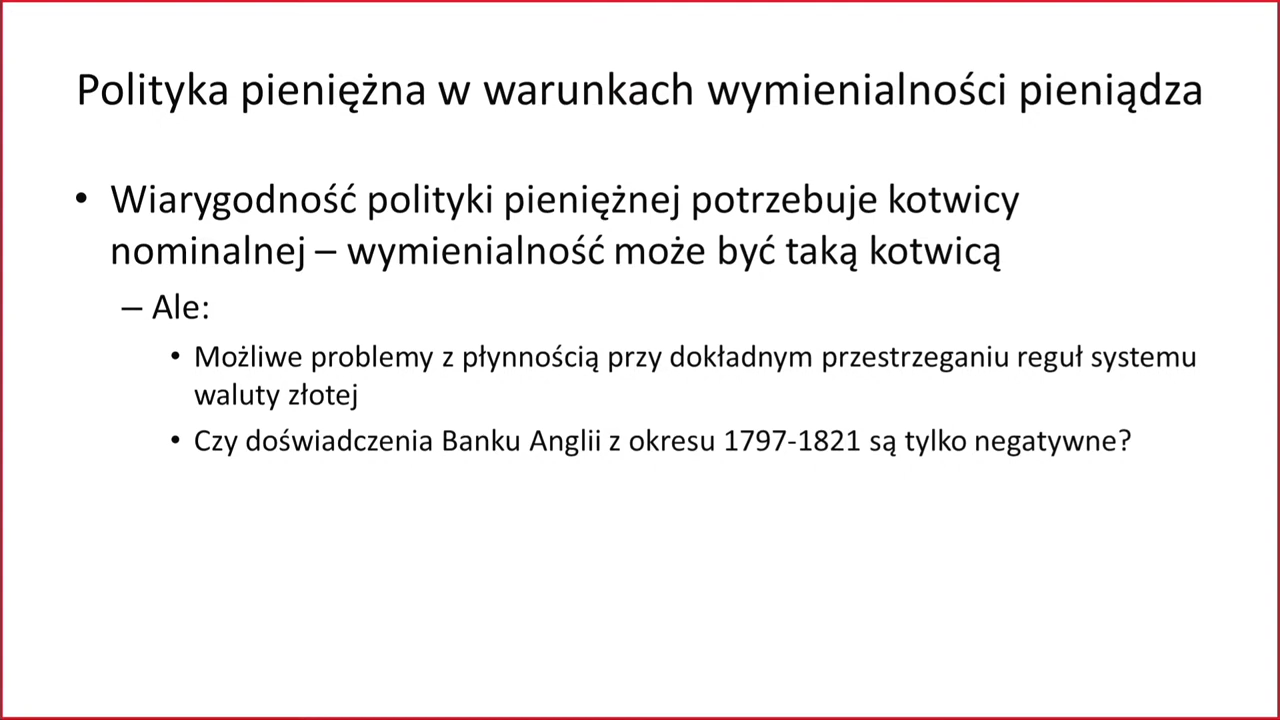 Polityka pieniężna w warunkach wymienialności pieniądza
• Wiarygodność polityki pieniężnej potrzebuje kotwicy
nominalnej – wymienialność może być taką kotwicą
– Ale:
• Możliwe problemy z płynnością przy dokładnym przestrzeganiu reguł systemu
waluty złotej
• Czy doświadczenia Banku Anglii z okresu 1797-1821 są tylko negatywne?